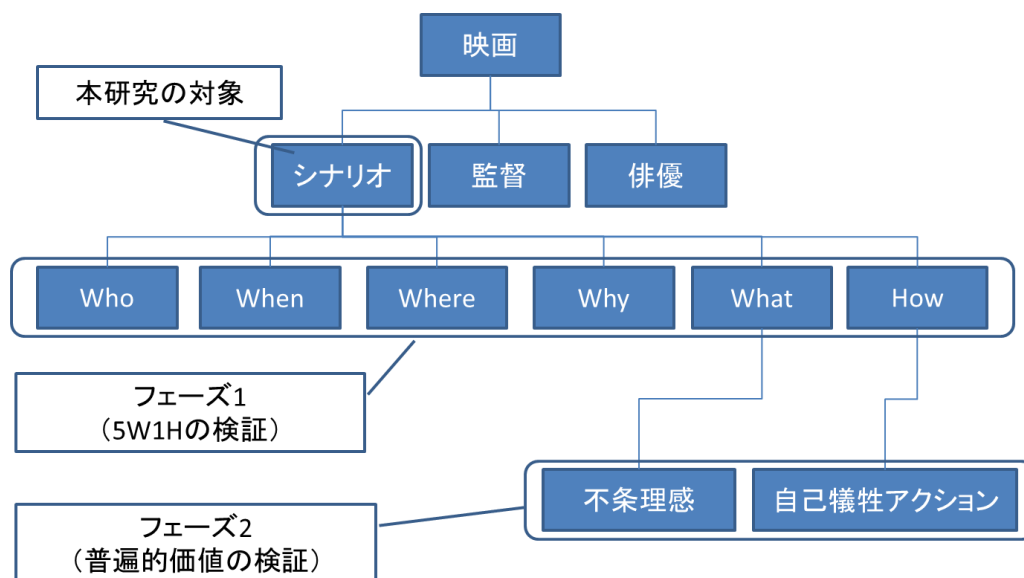 映画
本研究の対象
シナリオ
監督
俳優
Who
When
Where
Why
What
How
フェーズ1
（5W1Hの検証）
不条理感
自己犠牲アクション
フェーズ2
（普遍的価値の検証）